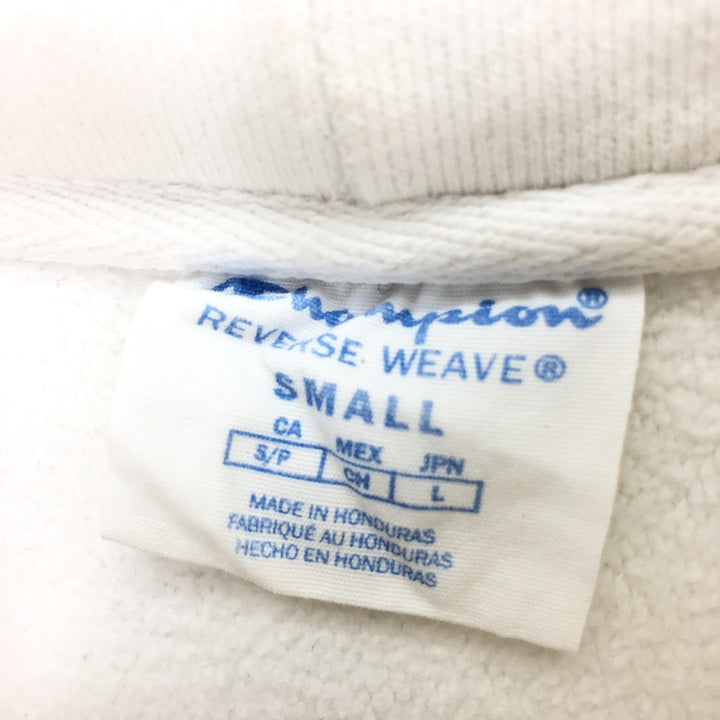 Champion®
REVERSE WEAVE®
SMALL
CA MEX JPN
S/P CH L
MADE IN HONDURAS
FABRIQUÉ AU HONDURAS
HECHO EN HONDURAS